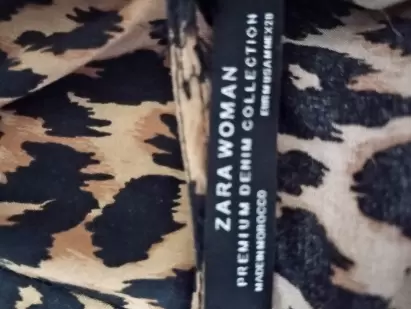 ZARA WOMAN
PREMIUM DENIM COLLECTION
MADE IN MOROCCO